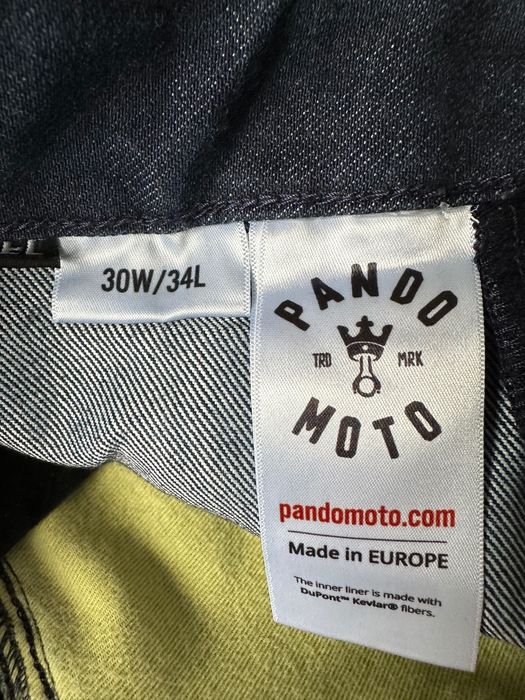 30W/34L
PANDO
TRD MRK
MOTO
pandomoto.com
Made in EUROPE
The inner liner is made with
DuPont™ Kevlar® fibers.